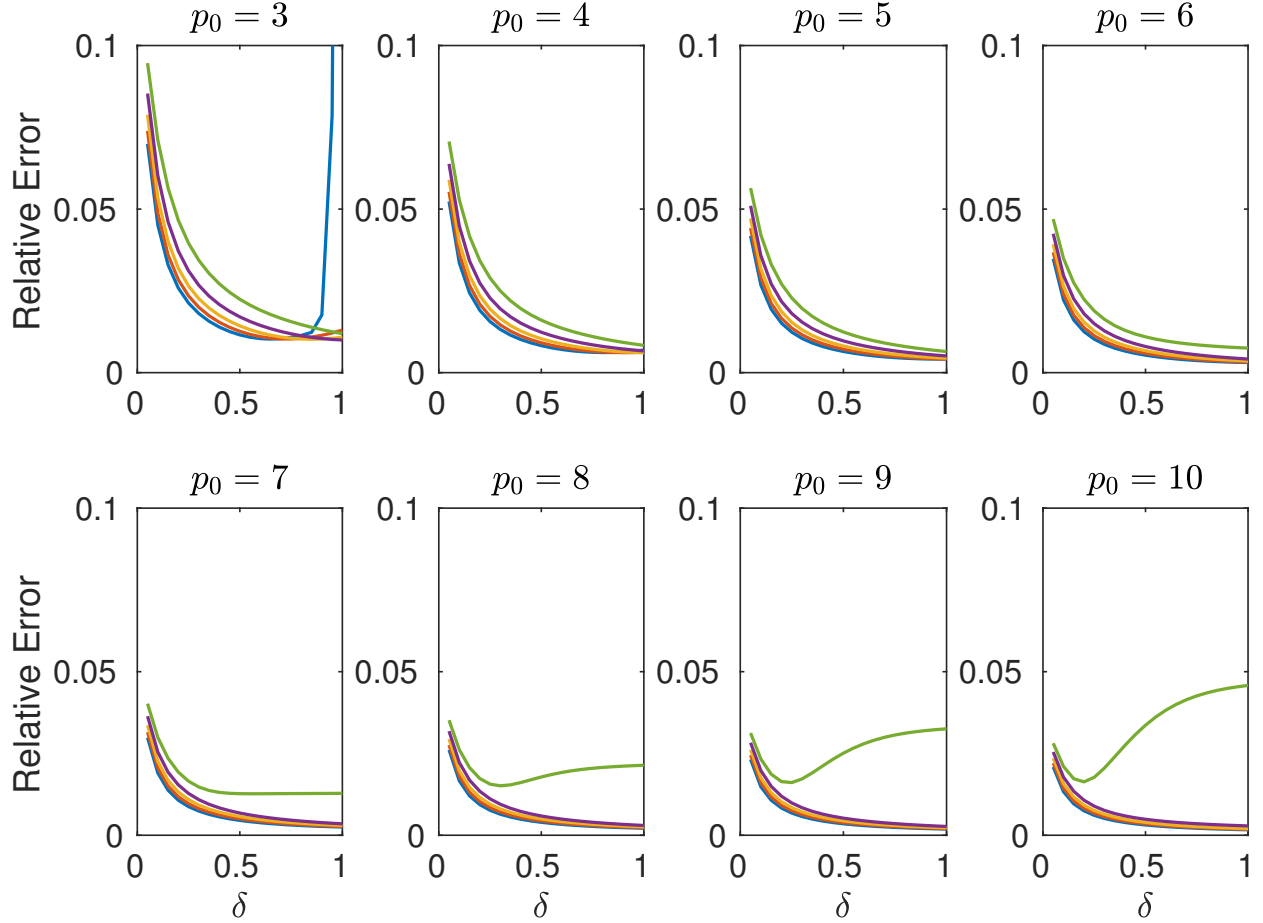 p₀ = 3
p₀ = 4
p₀ = 5
p₀ = 6
Relative Error
0.1
0.05
0
0 0.5 1
0.1
0.05
0
0 0.5 1
0.1
0.05
0
0 0.5 1
0.1
0.05
0
0 0.5 1
p₀ = 7
p₀ = 8
p₀ = 9
p₀ = 10
Relative Error
0.1
0.05
0
0 0.5 1
δ
0.1
0.05
0
0 0.5 1
δ
0.1
0.05
0
0 0.5 1
δ
0.1
0.05
0
0 0.5 1
δ